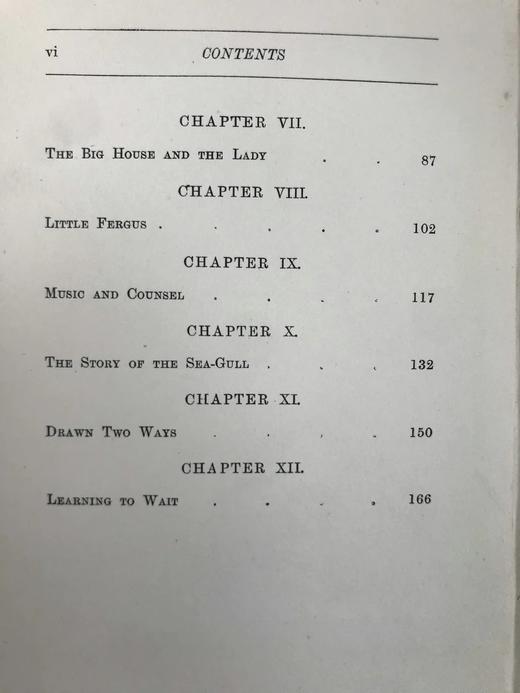 vi CONTENTS
CHAPTER VII.
The Big House and the Lady . . 87
CHAPTER VIII.
Little Fergus . . . . . 102
CHAPTER IX.
Music and Counsel . . . . 117
CHAPTER X.
The Story of the Sea-Gull . . . 132
CHAPTER XI.
Drawn Two Ways . . . . 150
CHAPTER XII.
Learning to Wait . . . . 166